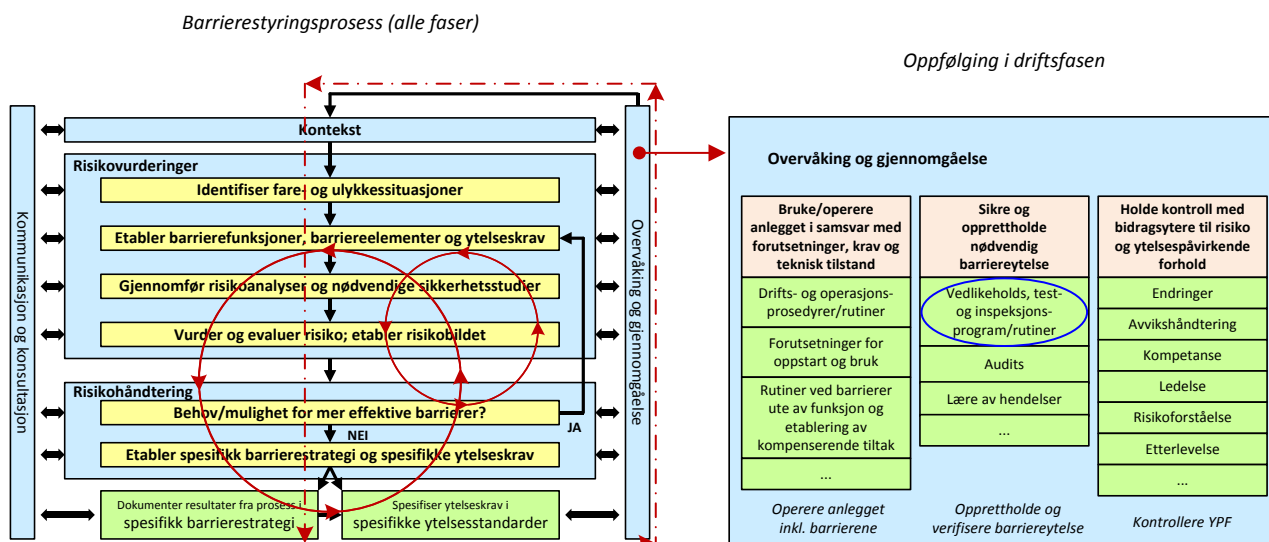 Barrierestyringsprosess (alle faser)
Oppfølging i driftsfasen
Kommunikasjon og konsultasjon
Kontekst
Risikovurderinger
Identifiser fare- og ulykkessituasjoner
Etabler barrierefunksjoner, barriereelementer og ytelseskrav
Gjennomfør risikoanalyser og nødvendige sikkerhetsstudier
Vurder og evaluer risiko; etabler risikobildet
Risikohåndtering
Behov/mulighet for mer effektive barrierer?
JA
NEI
Etabler spesifikk barrierestrategi og spesifikke ytelseskrav
Dokumenter resultater fra prosess i
spesifikk barrierestrategi
Spesifiser ytelseskrav i
spesifikke ytelsesstandarder
Overvåking og gjennomgåelse
Overvåking og gjennomgåelse
Bruke/operere
anlegget i samsvar med
forutsetninger, krav og
teknisk tilstand
Drifts- og operasjons-
prosedyrer/rutiner
Forutsetninger for
oppstart og bruk
Rutiner ved barrierer
ute av funksjon og
etablering av
kompenserende tiltak
...
Operere anlegget
inkl. barrierene
Sikre og
opprettholde
nødvendig
barriereytelse
Vedlikeholds, test-
og inspeksjons-
program/rutiner
Audits
Lære av hendelser
...
Opprettholde og
verifisere barriereytelse
Holde kontroll med
bidragsytere til risiko
og ytelsespåvirkende
forhold
Endringer
Avvikshåndtering
Kompetanse
Ledelse
Risikoforståelse
Etterlevelse
...
Kontrollere YPF